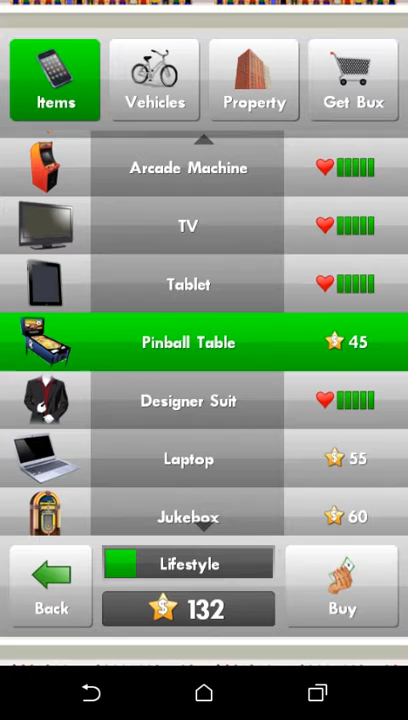 Items
Vehicles
Property
Get Bux
Arcade Machine
TV
Tablet
Pinball Table
45
Designer Suit
Laptop
55
Jukebox
60
Back
Lifestyle
132
Buy